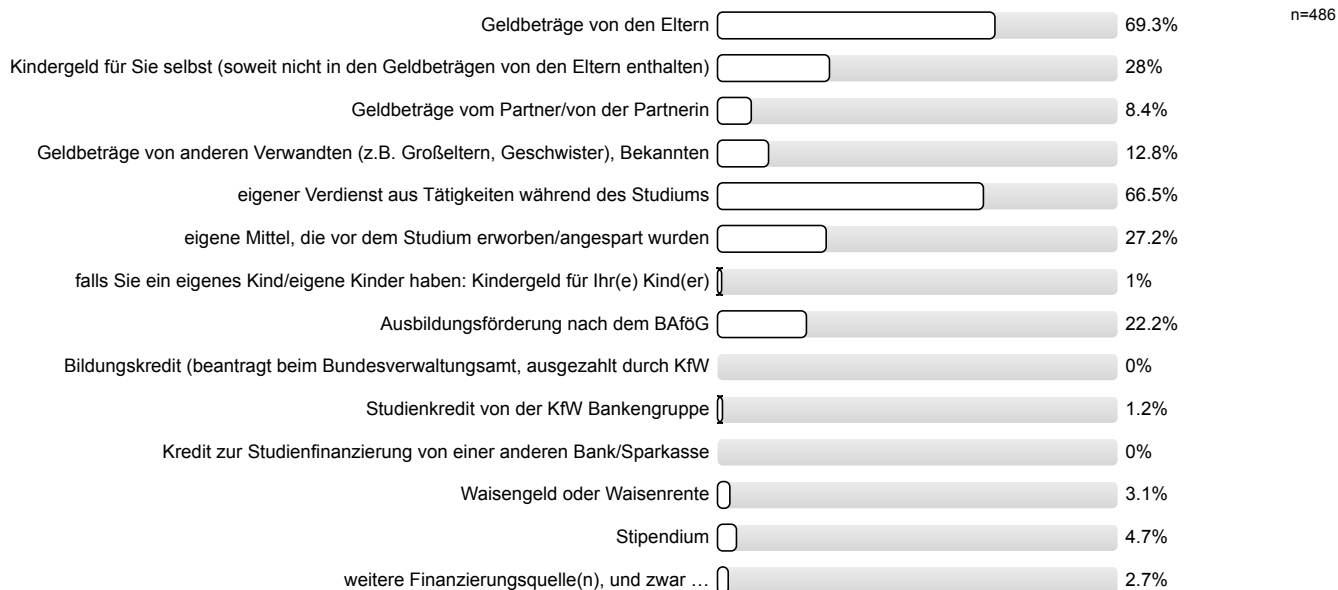 Geldbeträge von den Eltern 69.3% n=486
Kindergeld für Sie selbst (soweit nicht in den Geldbeträgen von den Eltern enthalten) 28%
Geldbeträge vom Partner/von der Partnerin 8.4%
Geldbeträge von anderen Verwandten (z.B. Großeltern, Geschwister), Bekannten 12.8%
eigener Verdienst aus Tätigkeiten während des Studiums 66.5%
eigene Mittel, die vor dem Studium erworben/angespart wurden 27.2%
falls Sie ein eigenes Kind/eigene Kinder haben: Kindergeld für Ihr(e) Kind(er) 1%
Ausbildungsförderung nach dem BAföG 22.2%
Bildungskredit (beantragt beim Bundesverwaltungsamt, ausgezahlt durch KfW 0%
Studienkredit von der KfW Bankengruppe 1.2%
Kredit zur Studienfinanzierung von einer anderen Bank/Sparkasse 0%
Waisengeld oder Waisenrente 3.1%
Stipendium 4.7%
weitere Finanzierungsquelle(n), und zwar … 2.7%